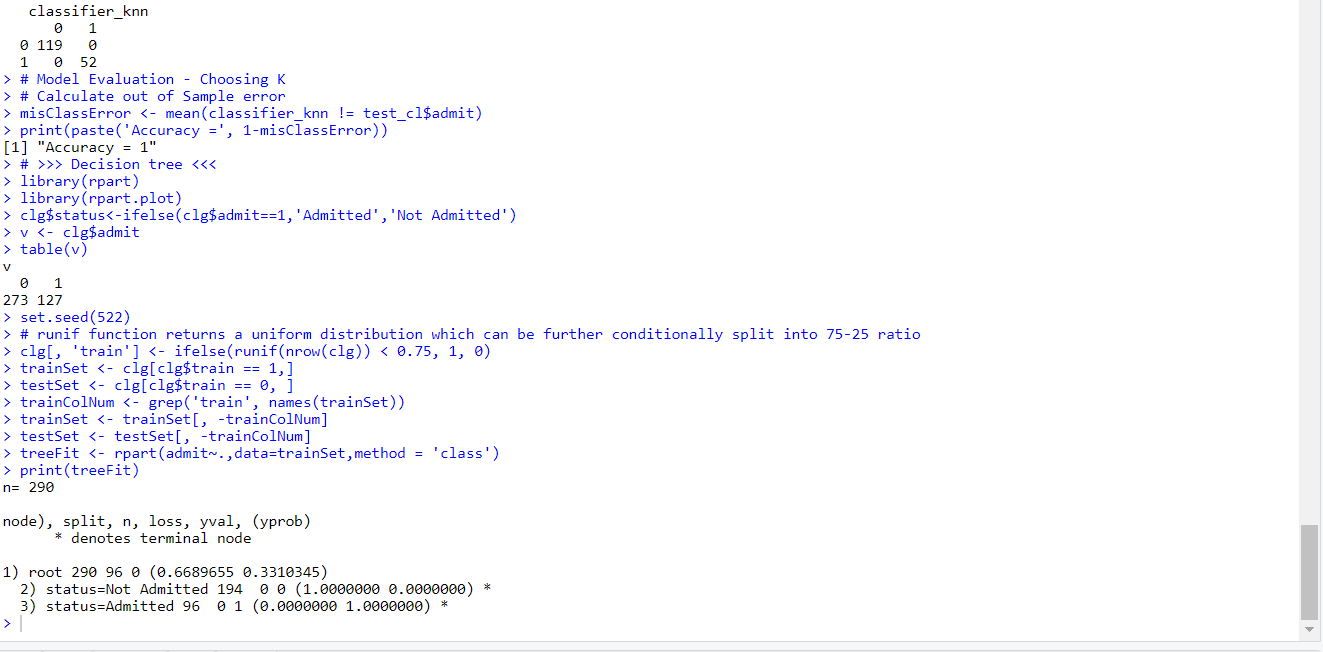 classifier_knn
0 1
0 119 0
1 0 52
> # Model Evaluation - Choosing K
> # Calculate out of Sample error
> misClassError <- mean(classifier_knn != test_cl$admit)
> print(paste('Accuracy =', 1-misClassError))
[1] "Accuracy = 1"
> # >>> Decision tree <<<
> library(rpart)
> library(rpart.plot)
> clg$status<-ifelse(clg$admit==1,'Admitted','Not Admitted')
> v <- clg$admit
> table(v)
v
0 1
273 127
> set.seed(522)
> # runif function returns a uniform distribution which can be further conditionally split into 75-25 ratio
> clg[, 'train'] <- ifelse(runif(nrow(clg)) < 0.75, 1, 0)
> trainSet <- clg[clg$train == 1,]
> testSet <- clg[clg$train == 0, ]
> trainColNum <- grep('train', names(trainSet))
> trainSet <- trainSet[, -trainColNum]
> testSet <- testSet[, -trainColNum]
> treeFit <- rpart(admit~.,data=trainSet,method = 'class')
> print(treeFit)
n= 290
node), split, n, loss, yval, (yprob)
* denotes terminal node
1) root 290 96 0 (0.6689655 0.3310345)
2) status=Not Admitted 194 0 0 (1.0000000 0.0000000) *
3) status=Admitted 96 0 1 (0.0000000 1.0000000) *
>